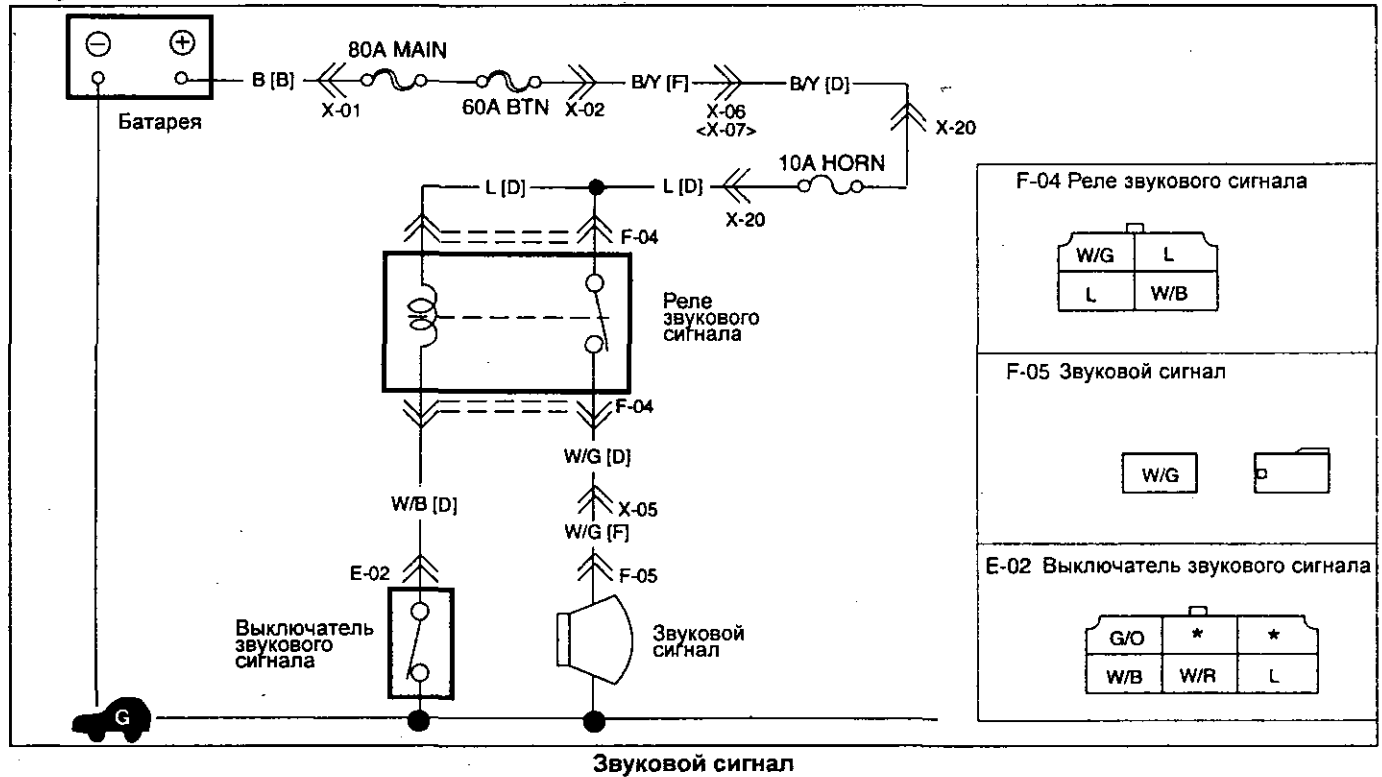 80A MAIN
B [B]
X-01
60A BTN
X-02
B/Y [F]
X-06
<X-07>
B/Y [D]
X-20
Батарея
10A HORN
L [D]
L [D]
X-20
F-04
Реле
звукового
сигнала
F-04
W/G [D]
W/B [D]
X-05
W/G [F]
E-02
F-05
Выключатель
звукового
сигнала
Звуковой
сигнал
G
F-04 Реле звукового сигнала
W/G L
L W/B
F-05 Звуковой сигнал
W/G
E-02 Выключатель звукового сигнала
G/O * *
W/B W/R L
Звуковой сигнал